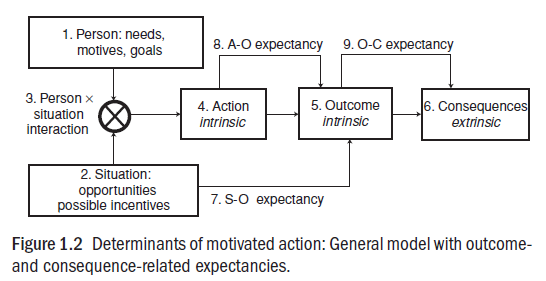 1. Person: needs,
motives, goals
8. A-O expectancy
9. O-C expectancy
3. Person ×
situation
interaction
4. Action
intrinsic
5. Outcome
intrinsic
6. Consequences
extrinsic
2. Situation:
opportunities
possible incentives
7. S-O expectancy
Figure 1.2 Determinants of motivated action: General model with outcome-
and consequence-related expectancies.